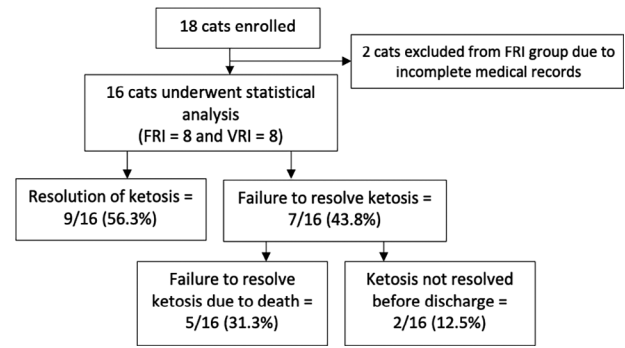 18 cats enrolled
2 cats excluded from FRI group due to
incomplete medical records
16 cats underwent statistical
analysis
(FRI = 8 and VRI = 8)
Resolution of ketosis =
9/16 (56.3%)
Failure to resolve ketosis =
7/16 (43.8%)
Failure to resolve
ketosis due to death =
5/16 (31.3%)
Ketosis not resolved
before discharge =
2/16 (12.5%)